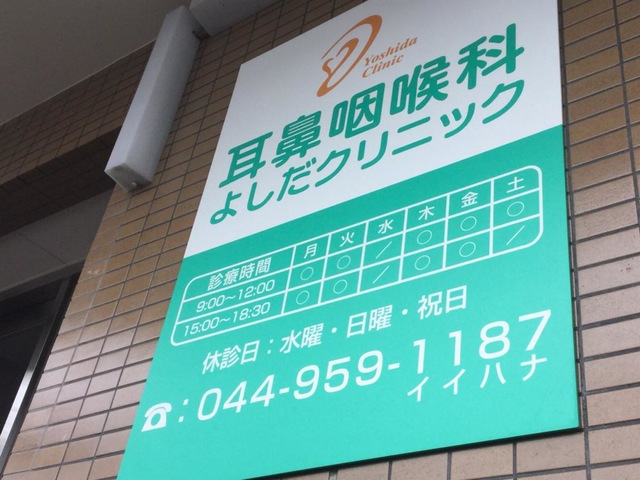 Yoshida
Clinic
耳鼻咽喉科
よしだクリニック
診療時間 月 火 水 木 金 土
9:00〜12:00 ○ ○ ／ ○ ○ ○
15:00〜18:30 ○ ○ ／ ○ ○ ／
休診日：水曜・日曜・祝日
☎：044-959-1187
イイハナ